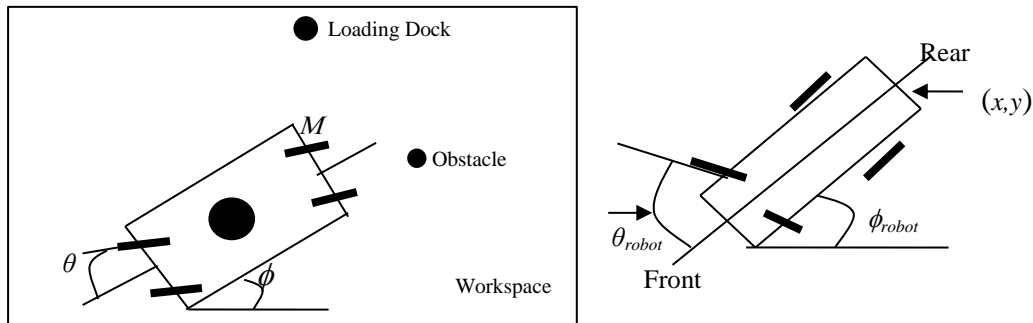 Loading Dock
M
Obstacle
θ
ϕ
Workspace
Rear
(x,y)
θrobot
ϕrobot
Front